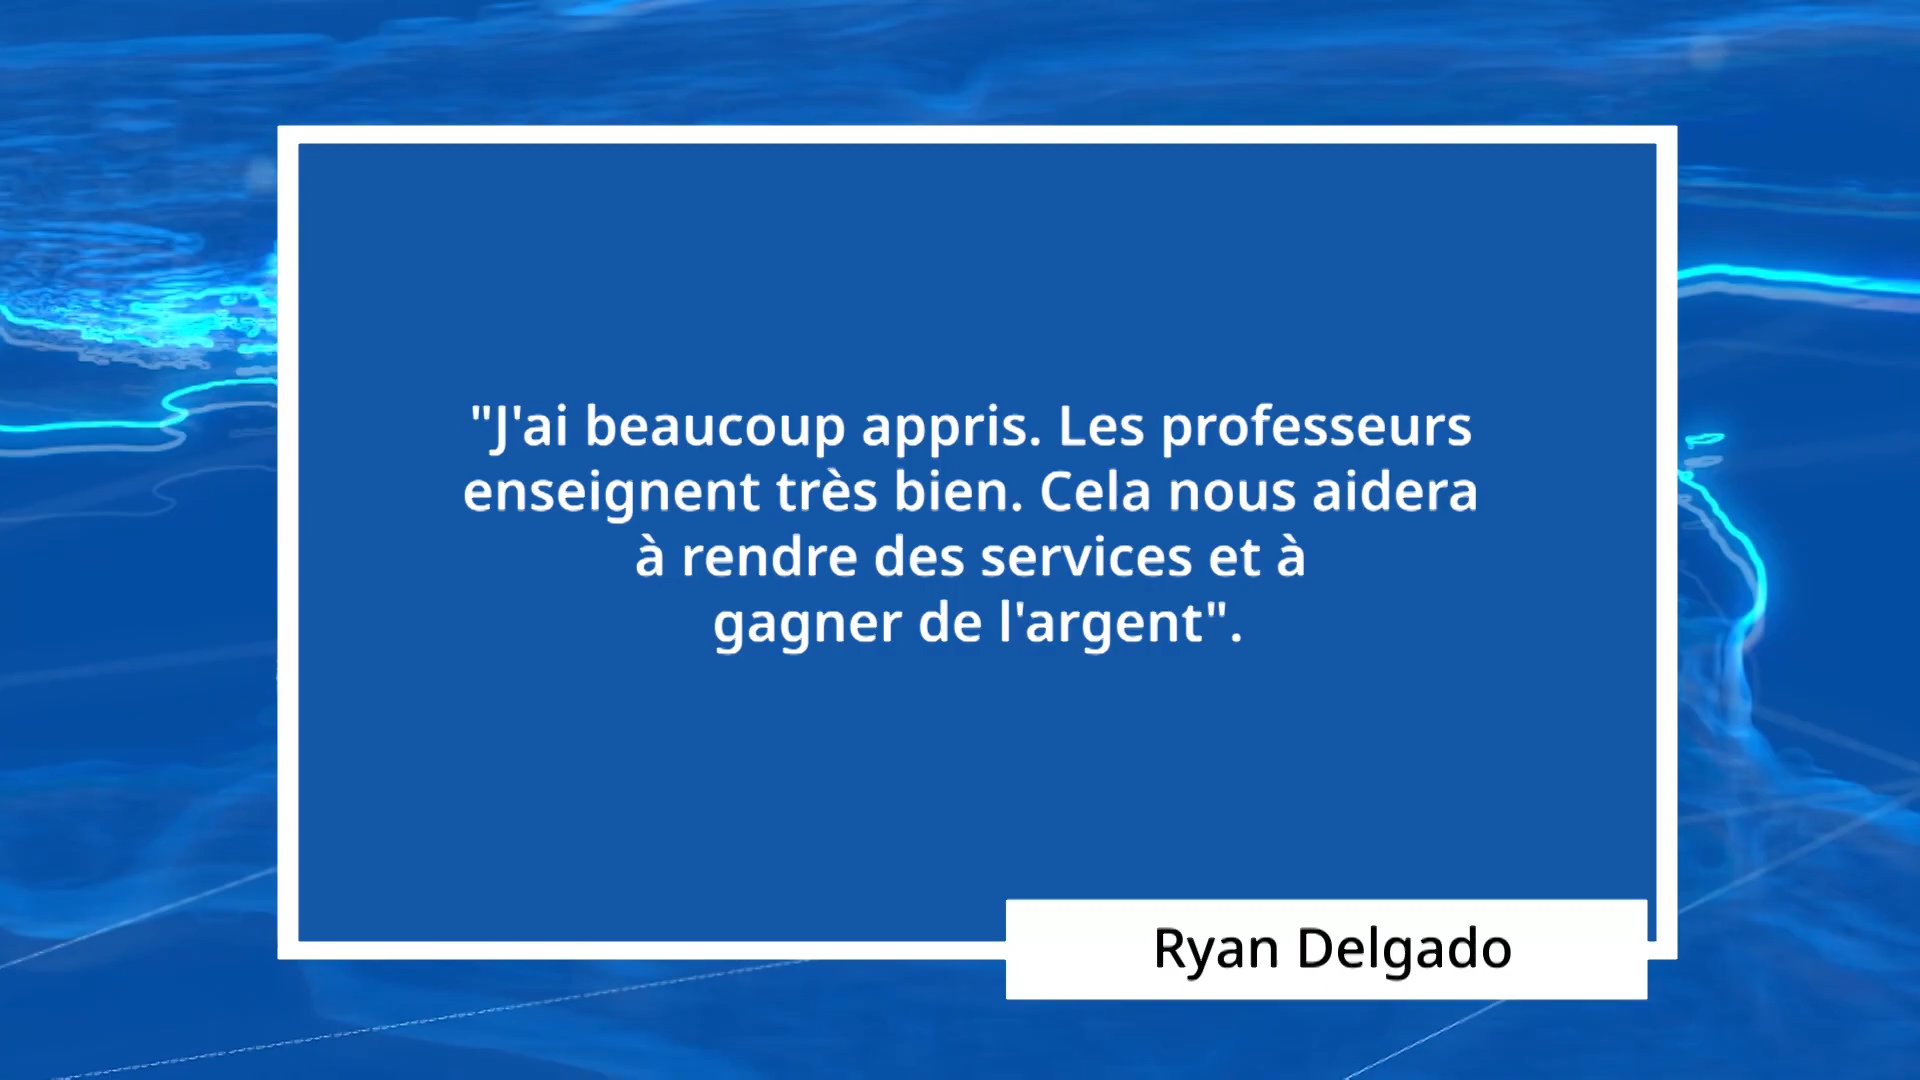 "J'ai beaucoup appris. Les professeurs
enseignent très bien. Cela nous aidera
à rendre des services et à
gagner de l'argent".
Ryan Delgado